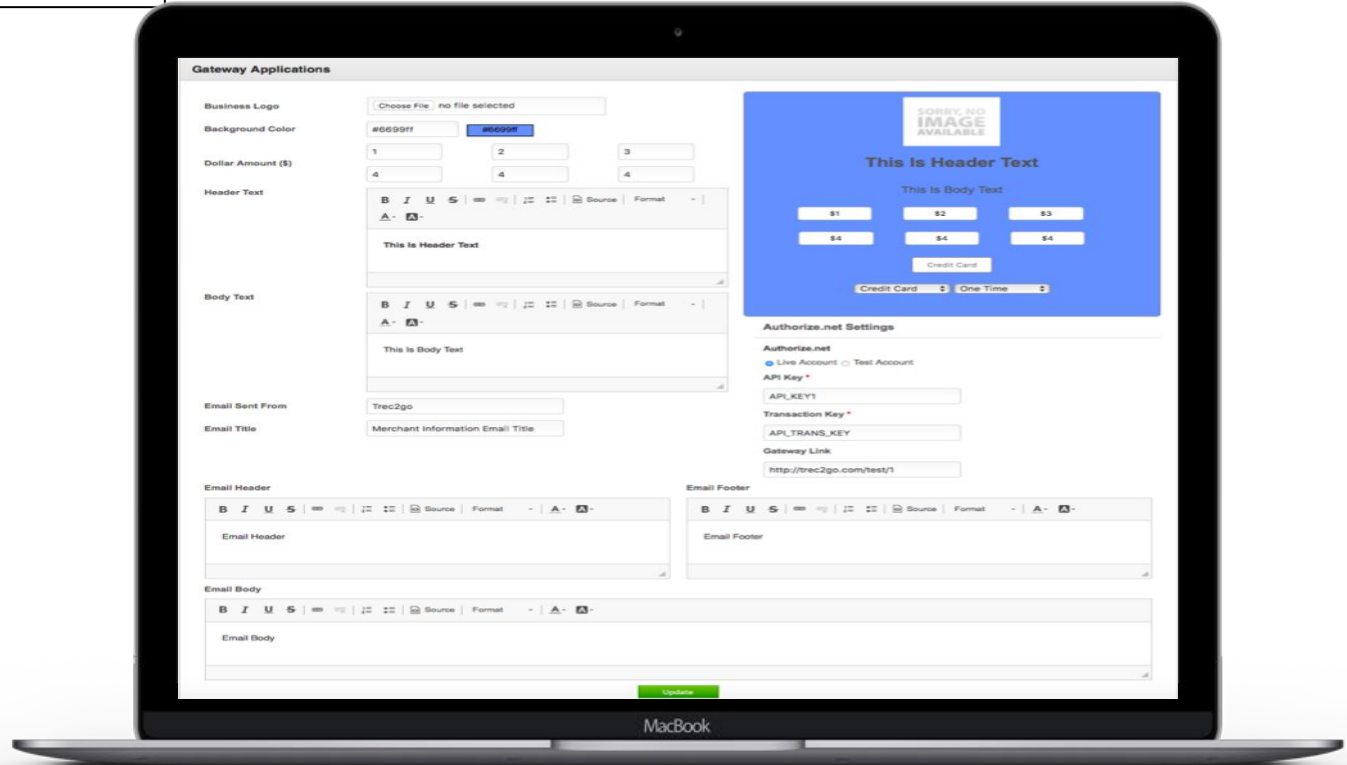 Gateway Applications
Business Logo
Choose File no file selected
Background Color
#6699ff #6699ff
Dollar Amount ($)
1 2 3
4 4 4
Header Text
B I U S Source Format
A A
This Is Header Text
Body Text
B I U S Source Format
A A
This Is Body Text
Email Sent From
Trec2go
Email Title
Merchant Information Email Title
SORRY, NO
IMAGE
AVAILABLE
This Is Header Text
This Is Body Text
$1 $2 $3
$4 $4 $4
Credit Card
Credit Card One Time
Authorize.net Settings
Authorize.net
Live Account Test Account
API Key *
API_KEY1
Transaction Key *
API_TRANS_KEY
Gateway Link
http://trec2go.com/test/1
Email Header
B I U S Source Format A A
Email Header
Email Footer
B I U S Source Format A A
Email Footer
Email Body
B I U S Source Format A A
Email Body
Update
MacBook